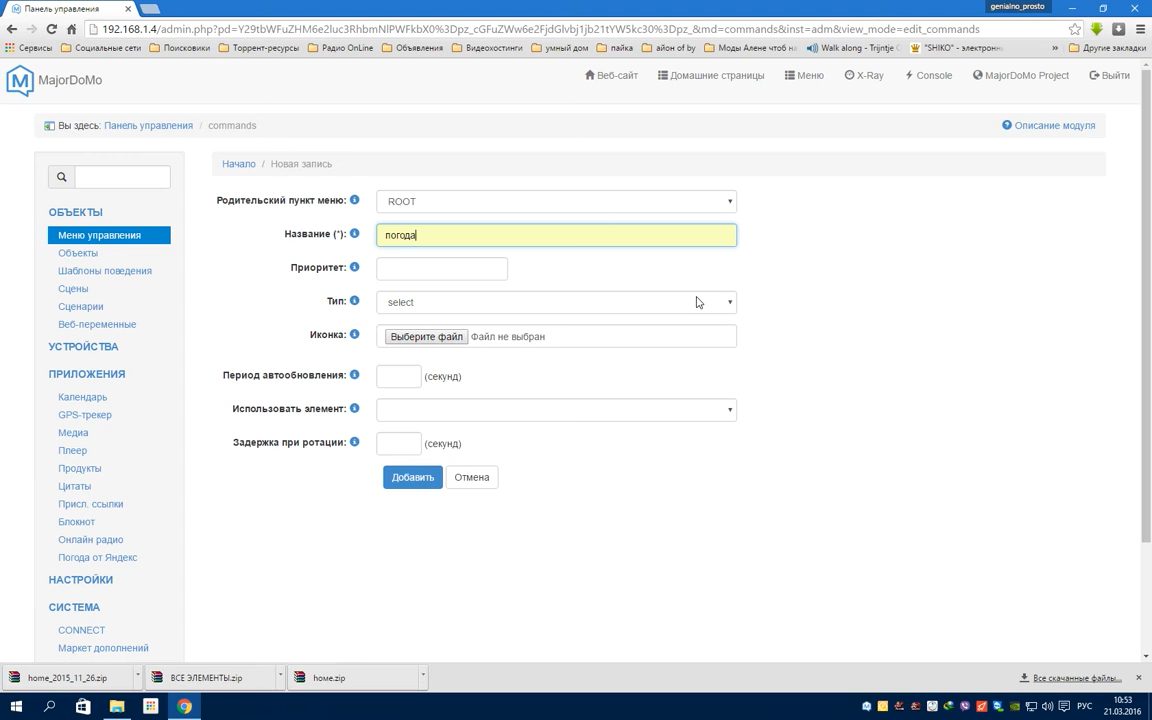 Панель управления
genialno_prosto
192.168.1.4/admin.php?pd=Y29tbWFuZHM6e2luc3RhbmNlPWFkbX0%3Dpz_cGFuZWw6e2FjdGlvbj1jb21tYW5kc30%3Dpz_&md=commands&inst=adm&view_mode=edit_commands
Сервисы Социальные сети Поисковики Торрент-ресурсы Радио OnLine Объявления Видеохостинги умный дом пайка айон of by Моды Алене чтоб на Walk along - Trijntje "SHIKO" - электронн » Другие закладки
MajorDoMo Веб-сайт Домашние страницы Меню X-Ray Console MajorDoMo Project Выйти
Вы здесь: Панель управления / commands Описание модуля
Начало / Новая запись
ОБЪЕКТЫ
Меню управления
Объекты
Шаблоны поведения
Сцены
Сценарии
Веб-переменные
УСТРОЙСТВА
ПРИЛОЖЕНИЯ
Календарь
GPS-трекер
Медиа
Плеер
Продукты
Цитаты
Присл. ссылки
Блокнот
Онлайн радио
Погода от Яндекс
НАСТРОЙКИ
СИСТЕМА
CONNECT
Маркет дополнений
Родительский пункт меню: ROOT
Название (*): погода
Приоритет:
Тип: select
Иконка: Выберите файл Файл не выбран
Период автообновления: (секунд)
Использовать элемент:
Задержка при ротации: (секунд)
Добавить Отмена
home_2015_11_26.zip ВСЕ ЭЛЕМЕНТЫ.zip home.zip Все скачанные файлы...
РУС 10:53
21.03.2016